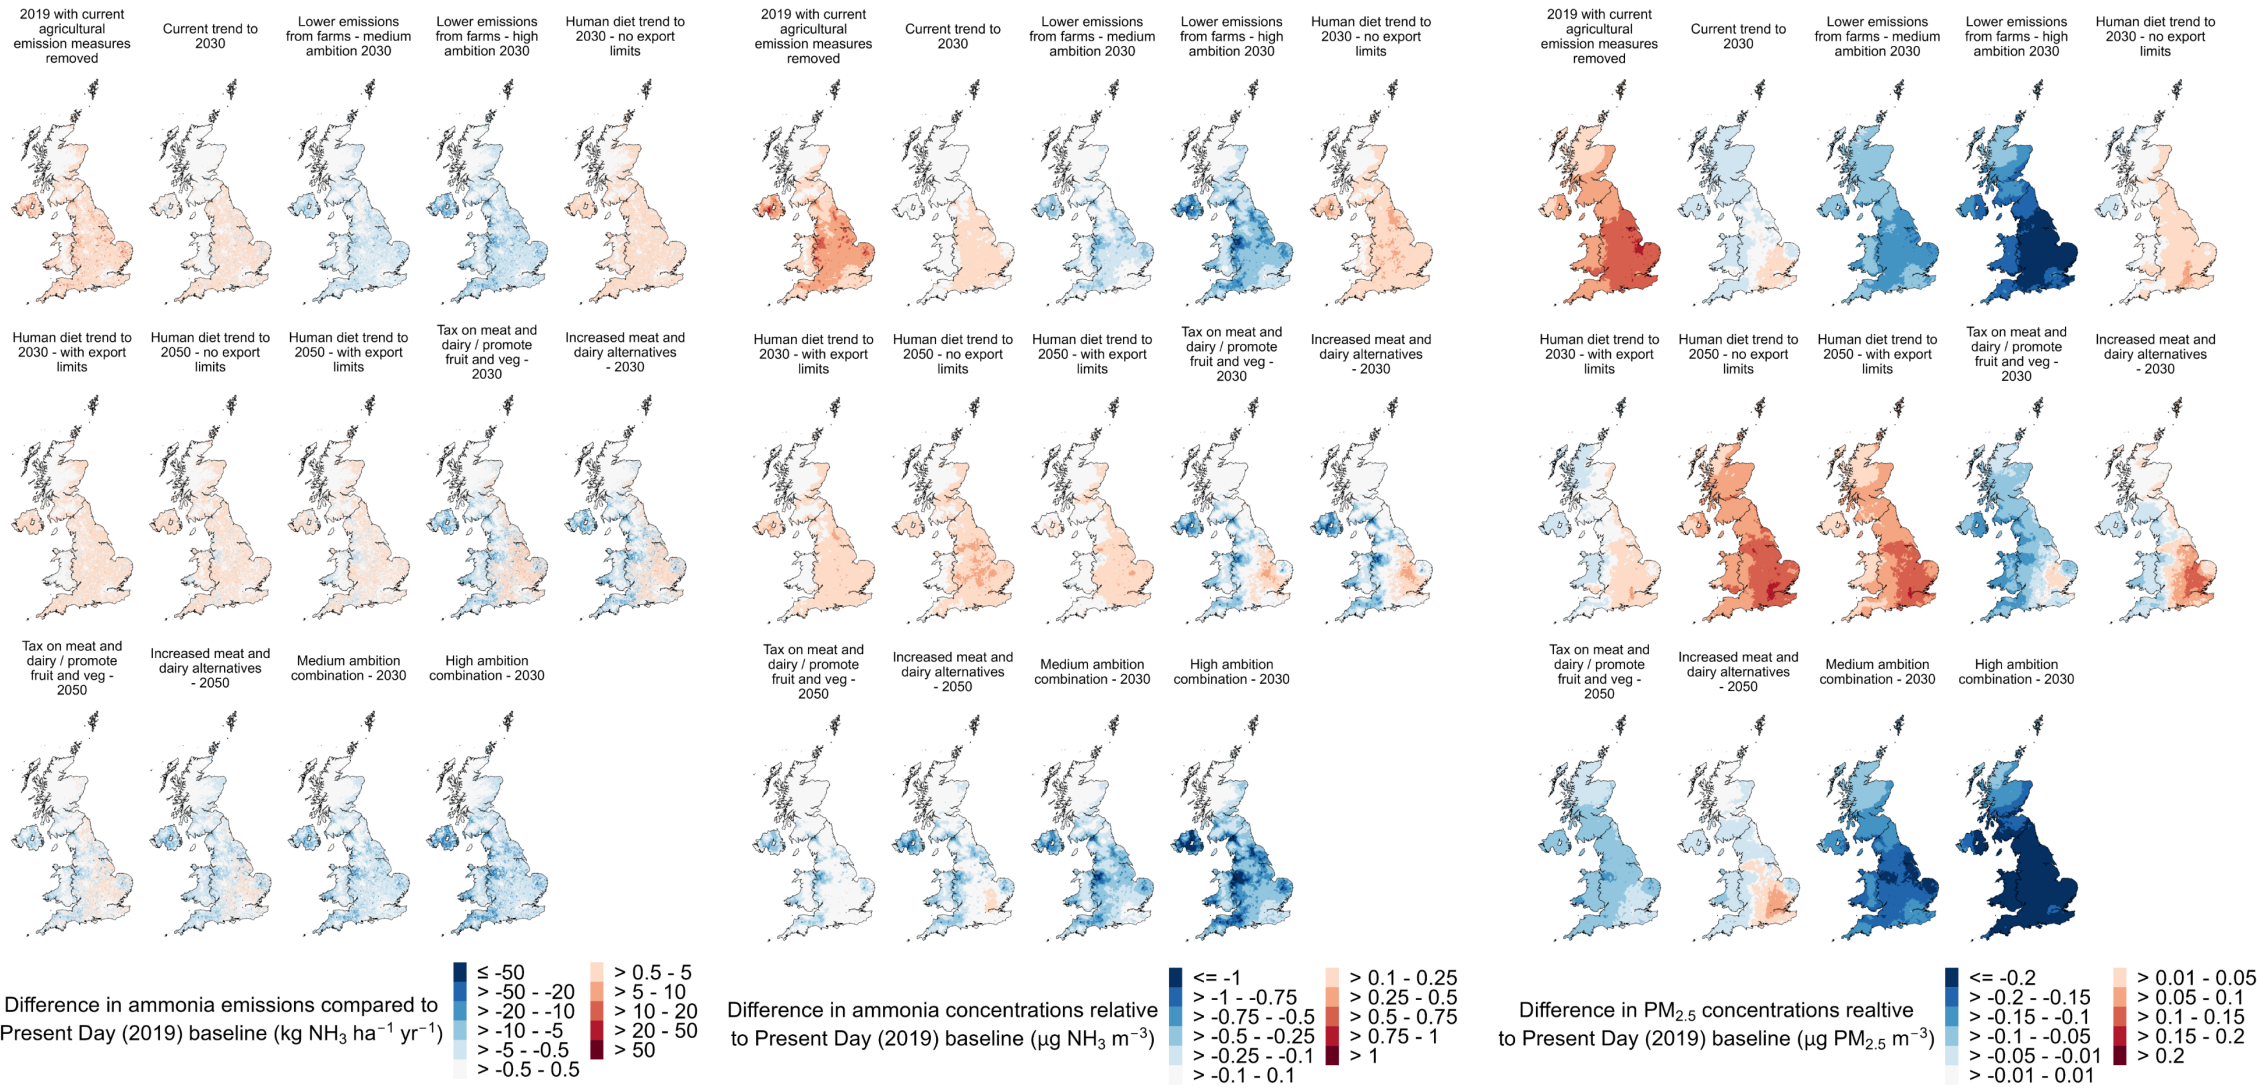 2019 with current
agricultural
emission measures
removed
Current trend to
2030
Lower emissions
from farms - medium
ambition 2030
Lower emissions
from farms - high
ambition 2030
Human diet trend to
2030 - no export
limits
Human diet trend to
2030 - with export
limits
Human diet trend to
2050 - no export
limits
Human diet trend to
2050 - with export
limits
Tax on meat and
dairy / promote
fruit and veg -
2030
Increased meat and
dairy alternatives
- 2030
Tax on meat and
dairy / promote
fruit and veg -
2050
Increased meat and
dairy alternatives
- 2050
Medium ambition
combination - 2030
High ambition
combination - 2030
Difference in ammonia emissions compared to
Present Day (2019) baseline (kg NH₃ ha⁻¹ yr⁻¹)
≤ -50
> -50 - -20
> -20 - -10
> -10 - -5
> -5 - -0.5
> -0.5 - 0.5
> 0.5 - 5
> 5 - 10
> 10 - 20
> 20 - 50
> 50
2019 with current
agricultural
emission measures
removed
Current trend to
2030
Lower emissions
from farms - medium
ambition 2030
Lower emissions
from farms - high
ambition 2030
Human diet trend to
2030 - no export
limits
Human diet trend to
2030 - with export
limits
Human diet trend to
2050 - no export
limits
Human diet trend to
2050 - with export
limits
Tax on meat and
dairy / promote
fruit and veg -
2030
Increased meat and
dairy alternatives
- 2030
Tax on meat and
dairy / promote
fruit and veg -
2050
Increased meat and
dairy alternatives
- 2050
Medium ambition
combination - 2030
High ambition
combination - 2030
Difference in ammonia concentrations relative
to Present Day (2019) baseline (µg NH₃ m⁻³)
<= -1
> -1 - -0.75
> -0.75 - -0.5
> -0.5 - -0.25
> -0.25 - -0.1
> -0.1 - 0.1
> 0.1 - 0.25
> 0.25 - 0.5
> 0.5 - 0.75
> 0.75 - 1
> 1
2019 with current
agricultural
emission measures
removed
Current trend to
2030
Lower emissions
from farms - medium
ambition 2030
Lower emissions
from farms - high
ambition 2030
Human diet trend to
2030 - no export
limits
Human diet trend to
2030 - with export
limits
Human diet trend to
2050 - no export
limits
Human diet trend to
2050 - with export
limits
Tax on meat and
dairy / promote
fruit and veg -
2030
Increased meat and
dairy alternatives
- 2030
Tax on meat and
dairy / promote
fruit and veg -
2050
Increased meat and
dairy alternatives
- 2050
Medium ambition
combination - 2030
High ambition
combination - 2030
Difference in PM₂.₅ concentrations realtive
to Present Day (2019) baseline (µg PM₂.₅ m⁻³)
<= -0.2
> -0.2 - -0.15
> -0.15 - -0.1
> -0.1 - -0.05
> -0.05 - -0.01
> -0.01 - 0.01
> 0.01 - 0.05
> 0.05 - 0.1
> 0.1 - 0.15
> 0.15 - 0.2
> 0.2